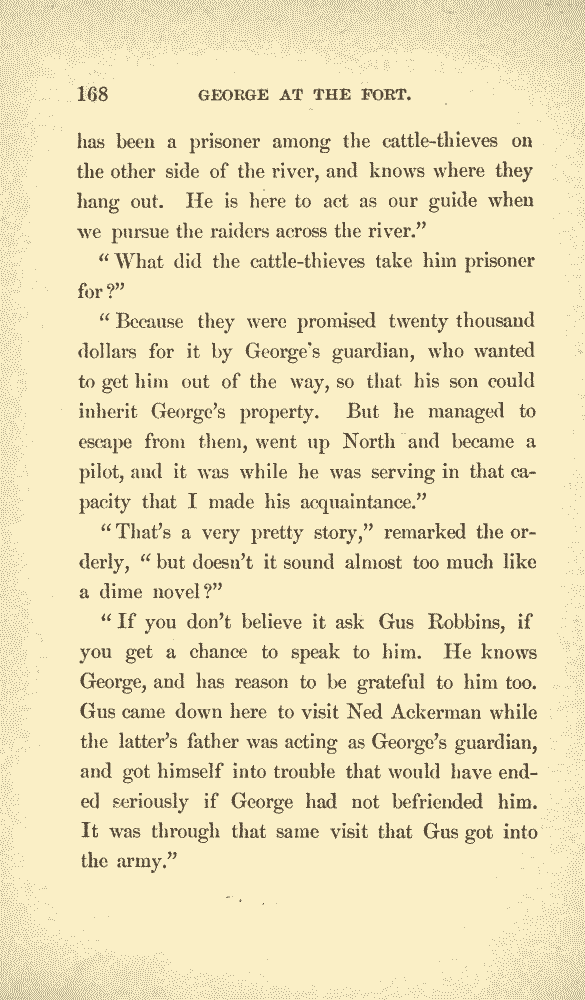 168 GEORGE AT THE FORT.
has been a prisoner among the cattle-thieves on
the other side of the river, and knows where they
hang out. He is here to act as our guide when
we pursue the raiders across the river.”
“ What did the cattle-thieves take him prisoner
for ?”
“ Because they were promised twenty thousand
dollars for it by George's guardian, who wanted
to get him out of the way, so that his son could
inherit George’s property. But he managed to
escape from them, went up North and became a
pilot, and it was while he was serving in that ca-
pacity that I made his acquaintance.”
“ That’s a very pretty story,” remarked the or-
derly, “ but doesn’t it sound almost too much like
a dime novel ?”
“ If you don’t believe it ask Gus Robbins, if
you get a chance to speak to him. He knows
George, and has reason to be grateful to him too.
Gus came down here to visit Ned Ackerman while
the latter’s father was acting as George’s guardian,
and got himself into trouble that would have end-
ed seriously if George had not befriended him.
It was through that same visit that Gus got into
the army.”